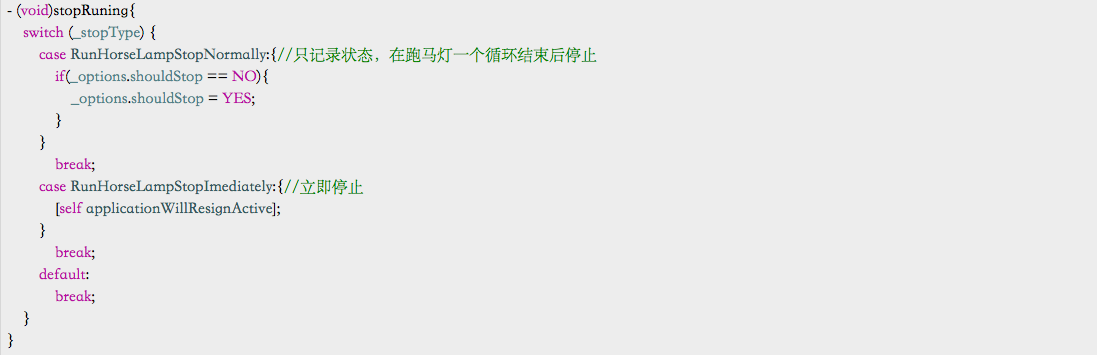 - (void)stopRuning{
switch (_stopType) {
case RunHorseLampStopNormally:{//只记录状态，在跑马灯一个循环结束后停止
if(_options.shouldStop == NO){
_options.shouldStop = YES;
}
}
break;
case RunHorseLampStopImediately:{//立即停止
[self applicationWillResignActive];
}
break;
default:
break;
}
}